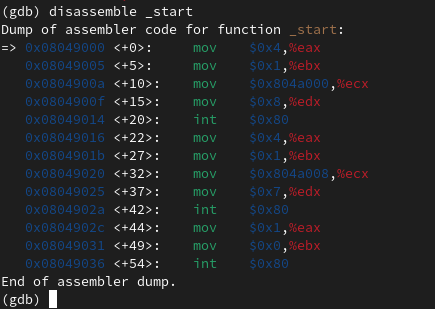 (gdb) disassemble _start
Dump of assembler code for function _start:
=> 0x08049000 <+0>:     mov    $0x4,%eax
   0x08049005 <+5>:     mov    $0x1,%ebx
   0x0804900a <+10>:    mov    $0x804a000,%ecx
   0x0804900f <+15>:    mov    $0x8,%edx
   0x08049014 <+20>:    int    $0x80
   0x08049016 <+22>:    mov    $0x4,%eax
   0x0804901b <+27>:    mov    $0x1,%ebx
   0x08049020 <+32>:    mov    $0x804a008,%ecx
   0x08049025 <+37>:    mov    $0x7,%edx
   0x0804902a <+42>:    int    $0x80
   0x0804902c <+44>:    mov    $0x1,%eax
   0x08049031 <+49>:    mov    $0x0,%ebx
   0x08049036 <+54>:    int    $0x80
End of assembler dump.
(gdb)